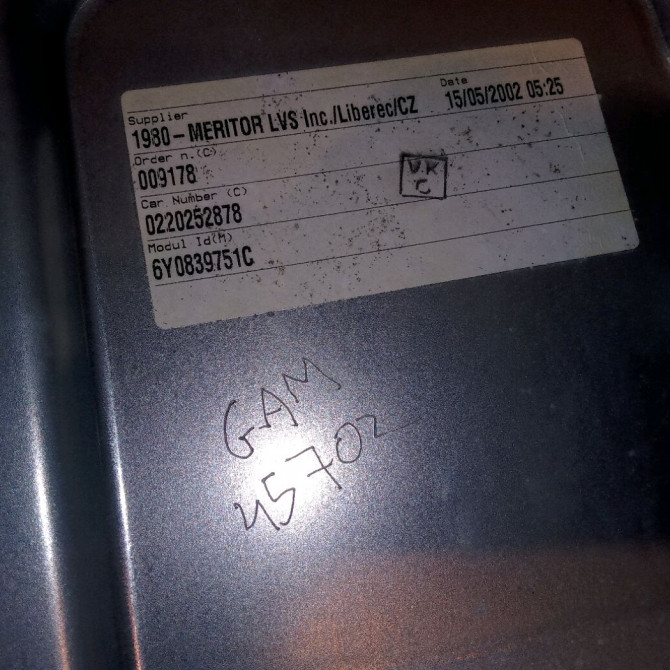 Supplier
Date
1980-MERITOR LVS Inc./Liberec/CZ
15/05/2002 05:25
Order n.(C)
009178
VK
C
Car Number (C)
0220252878
Modul Id(M)
6Y0839751C
GAM
45702